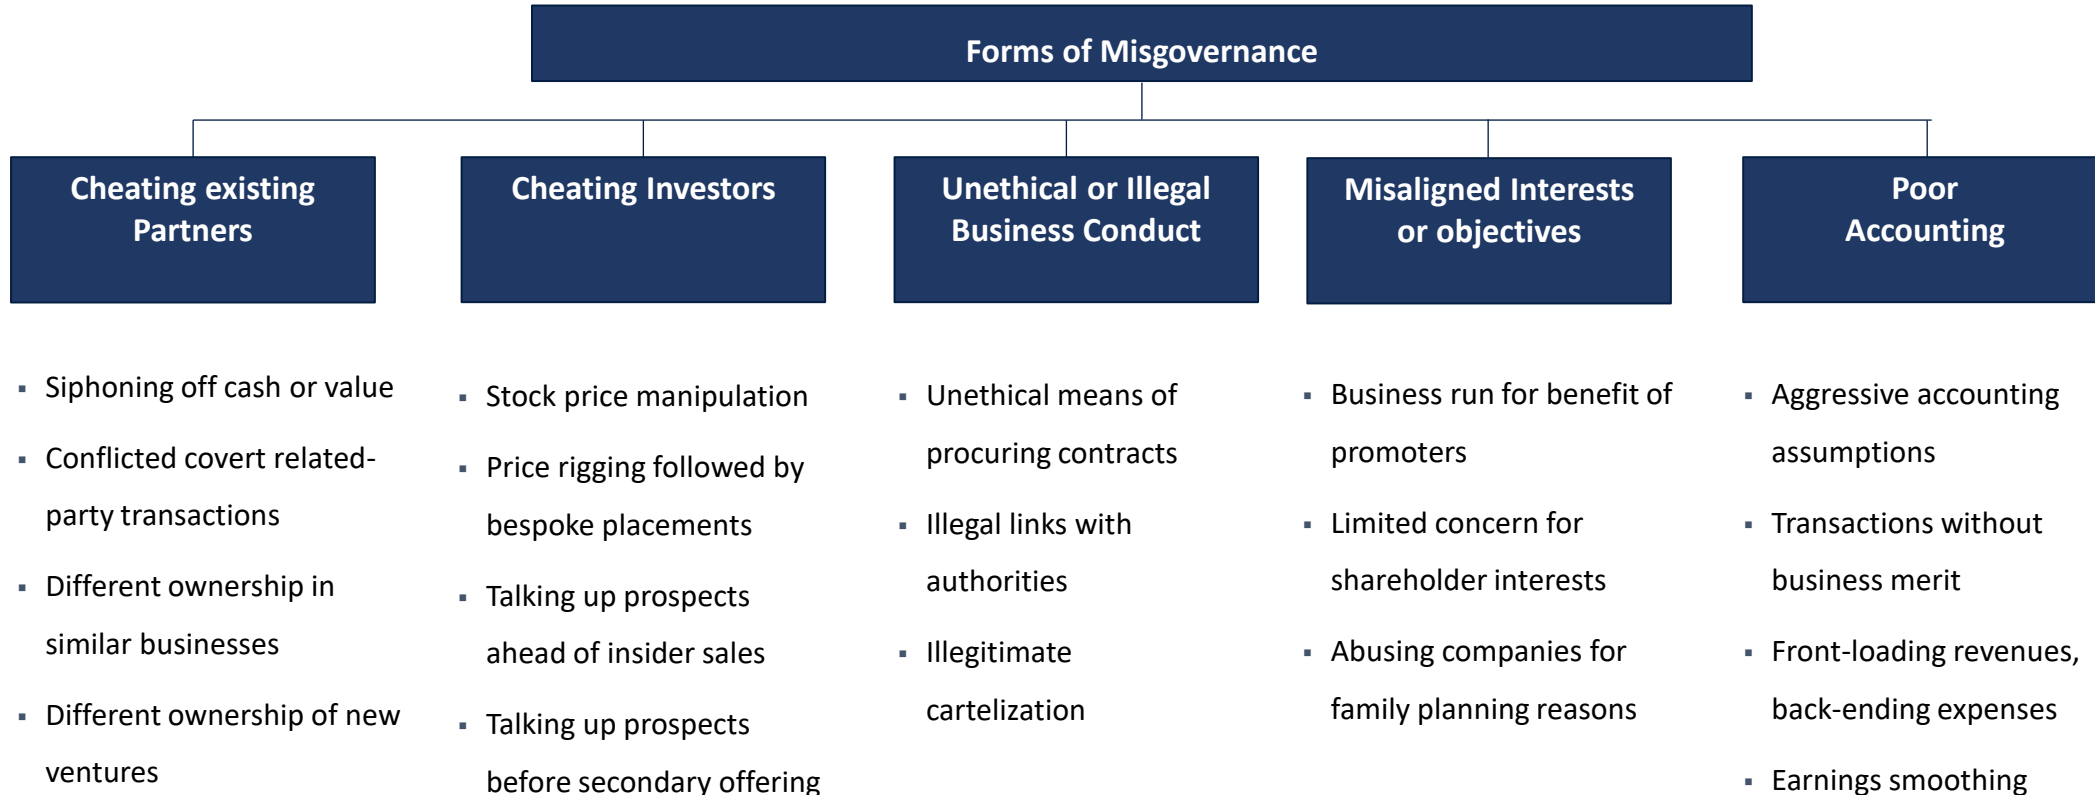 Forms of Misgovernance
Cheating existing
Partners
Cheating Investors
Unethical or Illegal
Business Conduct
Misaligned Interests
or objectives
Poor
Accounting
▪ Siphoning off cash or value
▪ Conflicted covert related-
party transactions
▪ Different ownership in
similar businesses
▪ Different ownership of new
ventures
▪ Stock price manipulation
▪ Price rigging followed by
bespoke placements
▪ Talking up prospects
ahead of insider sales
▪ Talking up prospects
before secondary offering
▪ Unethical means of
procuring contracts
▪ Illegal links with
authorities
▪ Illegitimate
cartelization
▪ Business run for benefit of
promoters
▪ Limited concern for
shareholder interests
▪ Abusing companies for
family planning reasons
▪ Aggressive accounting
assumptions
▪ Transactions without
business merit
▪ Front-loading revenues,
back-ending expenses
▪ Earnings smoothing